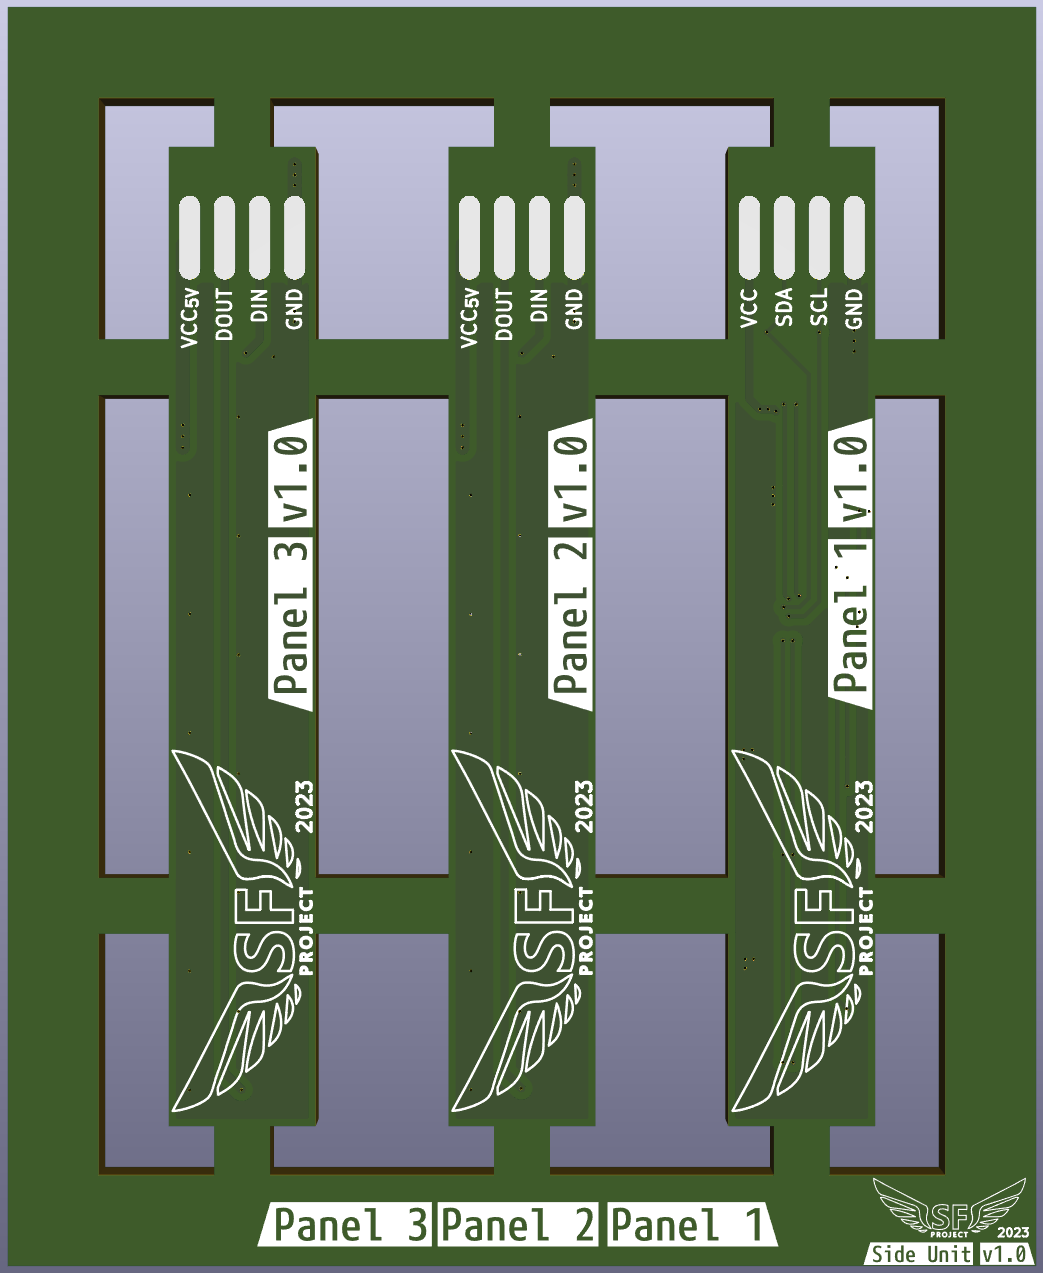 VCC5V DOUT DIN GND
VCC5V DOUT DIN GND
VCC SDA SCL GND
Panel 3 v1.0
Panel 2 v1.0
Panel 1 v1.0
SF
PROJECT
2023
SF
PROJECT
2023
SF
PROJECT
2023
Panel 3 Panel 2 Panel 1
SF
PROJECT
2023
Side Unit v1.0